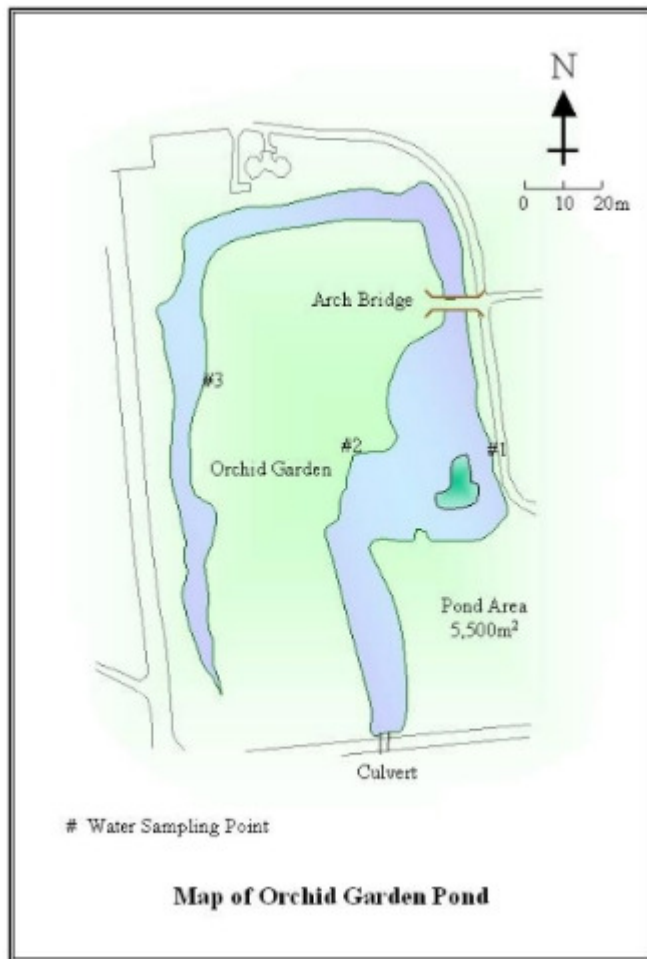 N
0 10 20m
Arch Bridge
#3
#2
#1
Orchid Garden
Pond Area
5,500m²
Culvert
# Water Sampling Point
Map of Orchid Garden Pond